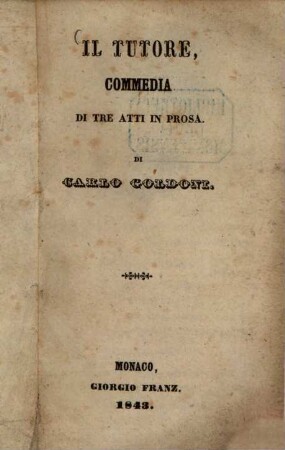 IL TUTORE,
COMMEDIA
DI TRE ATTI IN PROSA.
DI
CARLO GOLDONI.
MONACO,
GIORGIO FRANZ.
1843.